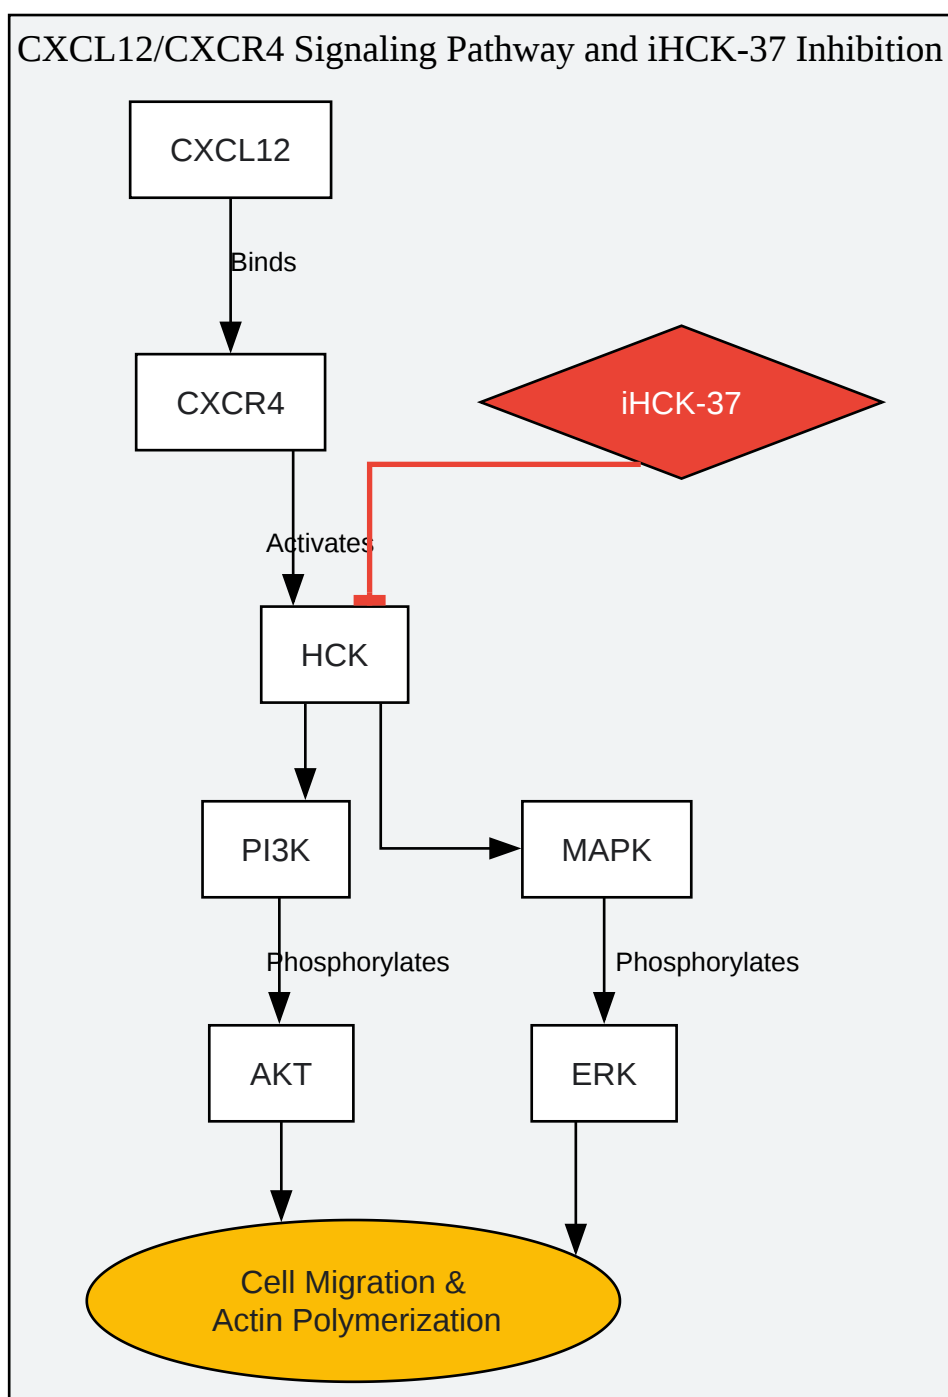 CXCL12/CXCR4 Signaling Pathway and iHCK-37 Inhibition
CXCL12
Binds
CXCR4
iHCK-37
Activates
HCK
PI3K
MAPK
Phosphorylates
Phosphorylates
AKT
ERK
Cell Migration &
Actin Polymerization